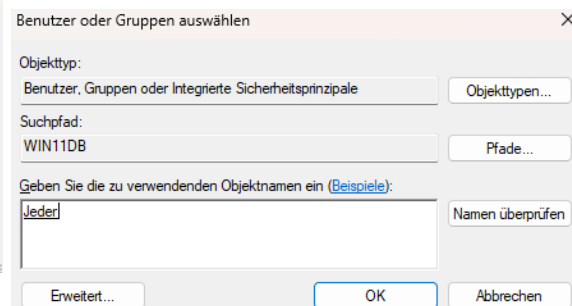 Benutzer oder Gruppen auswählen
Objekttyp:
Benutzer, Gruppen oder Integrierte Sicherheitsprinzipale
Objekttypen...
Suchpfad:
WIN11DB
Pfade...
Geben Sie die zu verwendenden Objektnamen ein (Beispiele):
Jeder
Namen überprüfen
Erweitert...
OK
Abbrechen